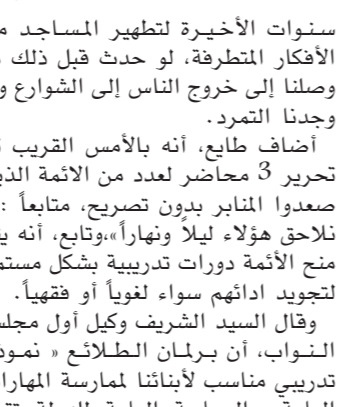 سنوات الأخيرة لتطهير المساجد م
الأفكار المتطرفة، لو حدث قبل ذلك
وصلنا إلى خروج الناس إلى الشوارع و
وجدنا التمرد.
أضاف طايع، أنه بالأمس القريب
تحرير 3 محاضر لعدد من الائمة الذي
صعدوا المنابر بدون تصريح، متابعاً :
نلاحق هؤلاء ليلاً ونهاراً»،وتابع، أنه ي
منح الأئمة دورات تدريبية بشكل مستم
لتجويد ادائهم سواء لغوياً أو فقهياً.
وقال السيد الشريف وكيل أول مجلس
النواب، أن برلمان الطلائع « نموذ
تدريبي مناسب لأبنائنا لممارسة المهارا